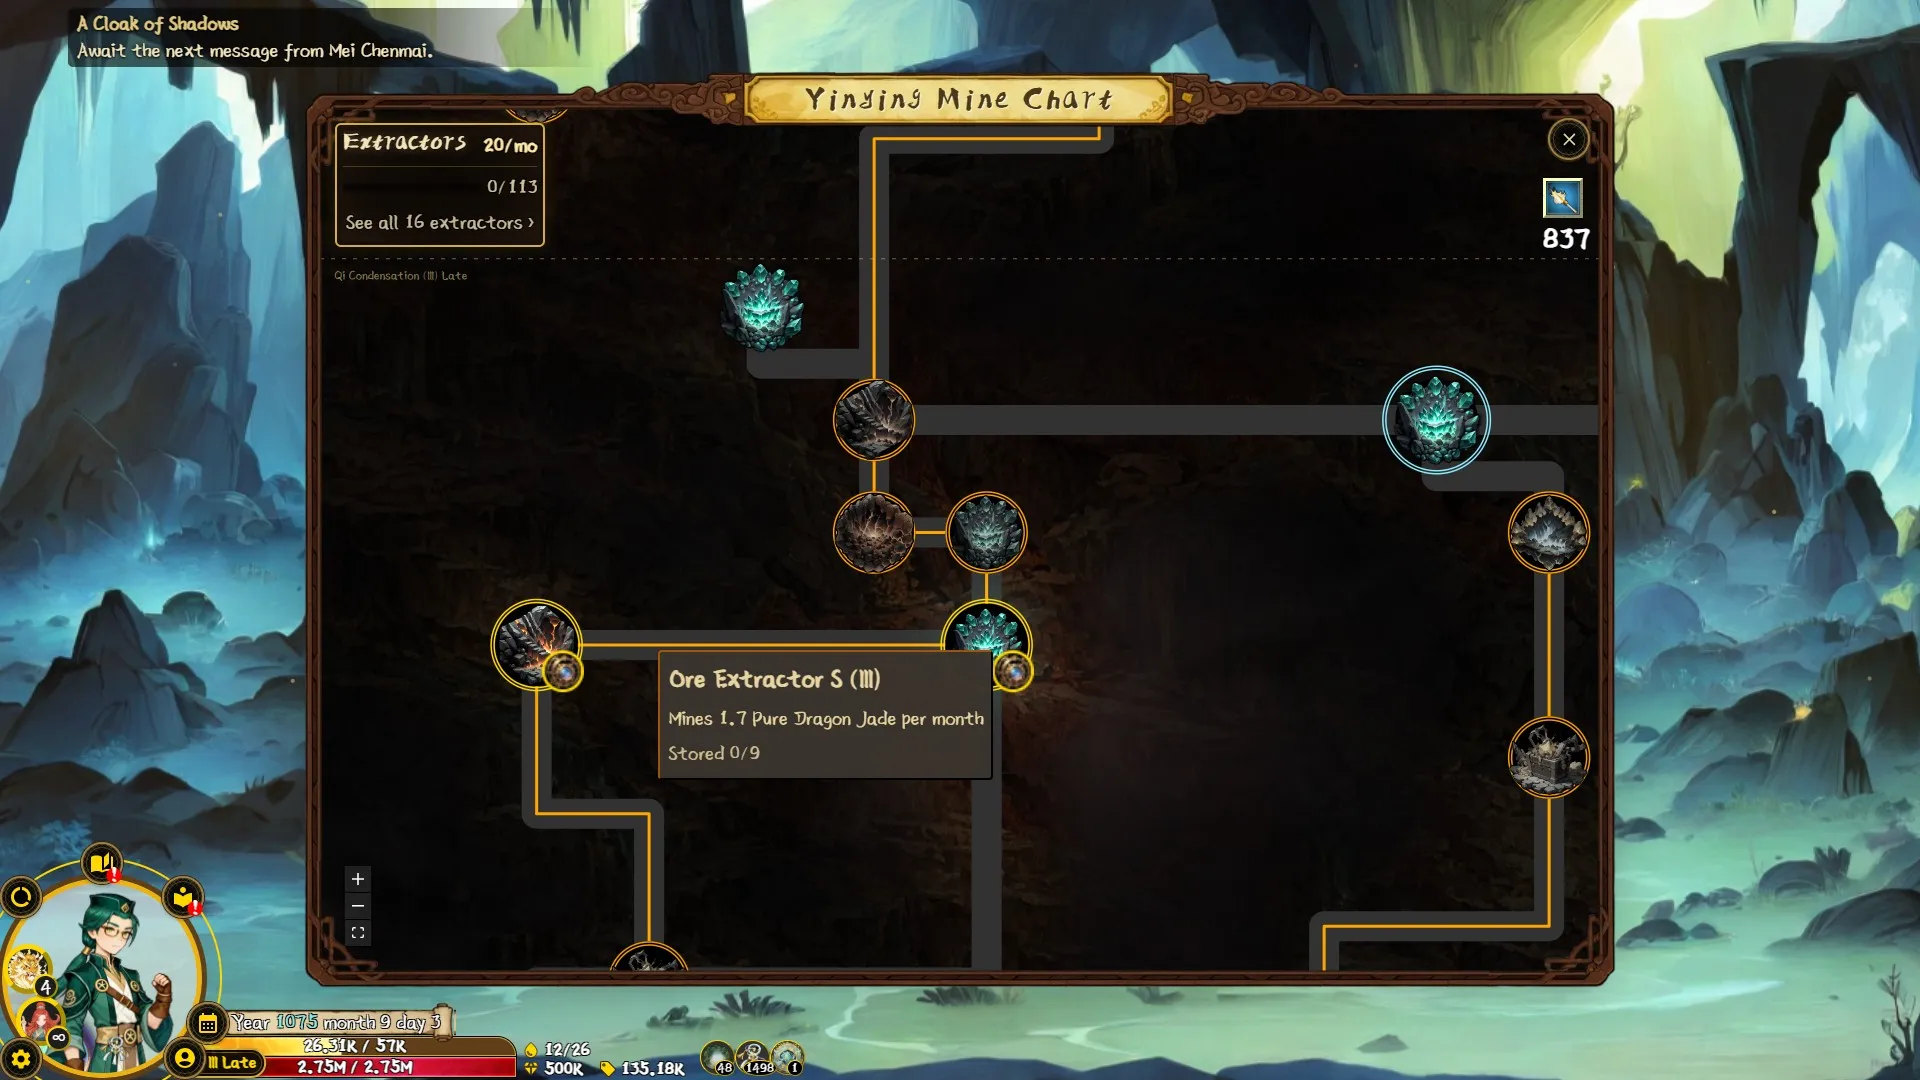 A Cloak of Shadows
Await the next message from Mei Chenmai.
Yinying Mine Chart
Extractors 20/mo
0/113
See all 16 extractors ›
837
Qi Condensation (III) Late
Ore Extractor S (III)
Mines 1.7 Pure Dragon Jade per month
Stored 0/9
+
−
4
∞
Year 1075 month 9 day 3
26.31K / 57K
III Late
2.75M / 2.75M
12/26
500K
135.18K
48
1498
1